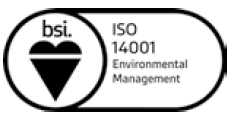 bsi.
ISO
14001
Environmental
Management